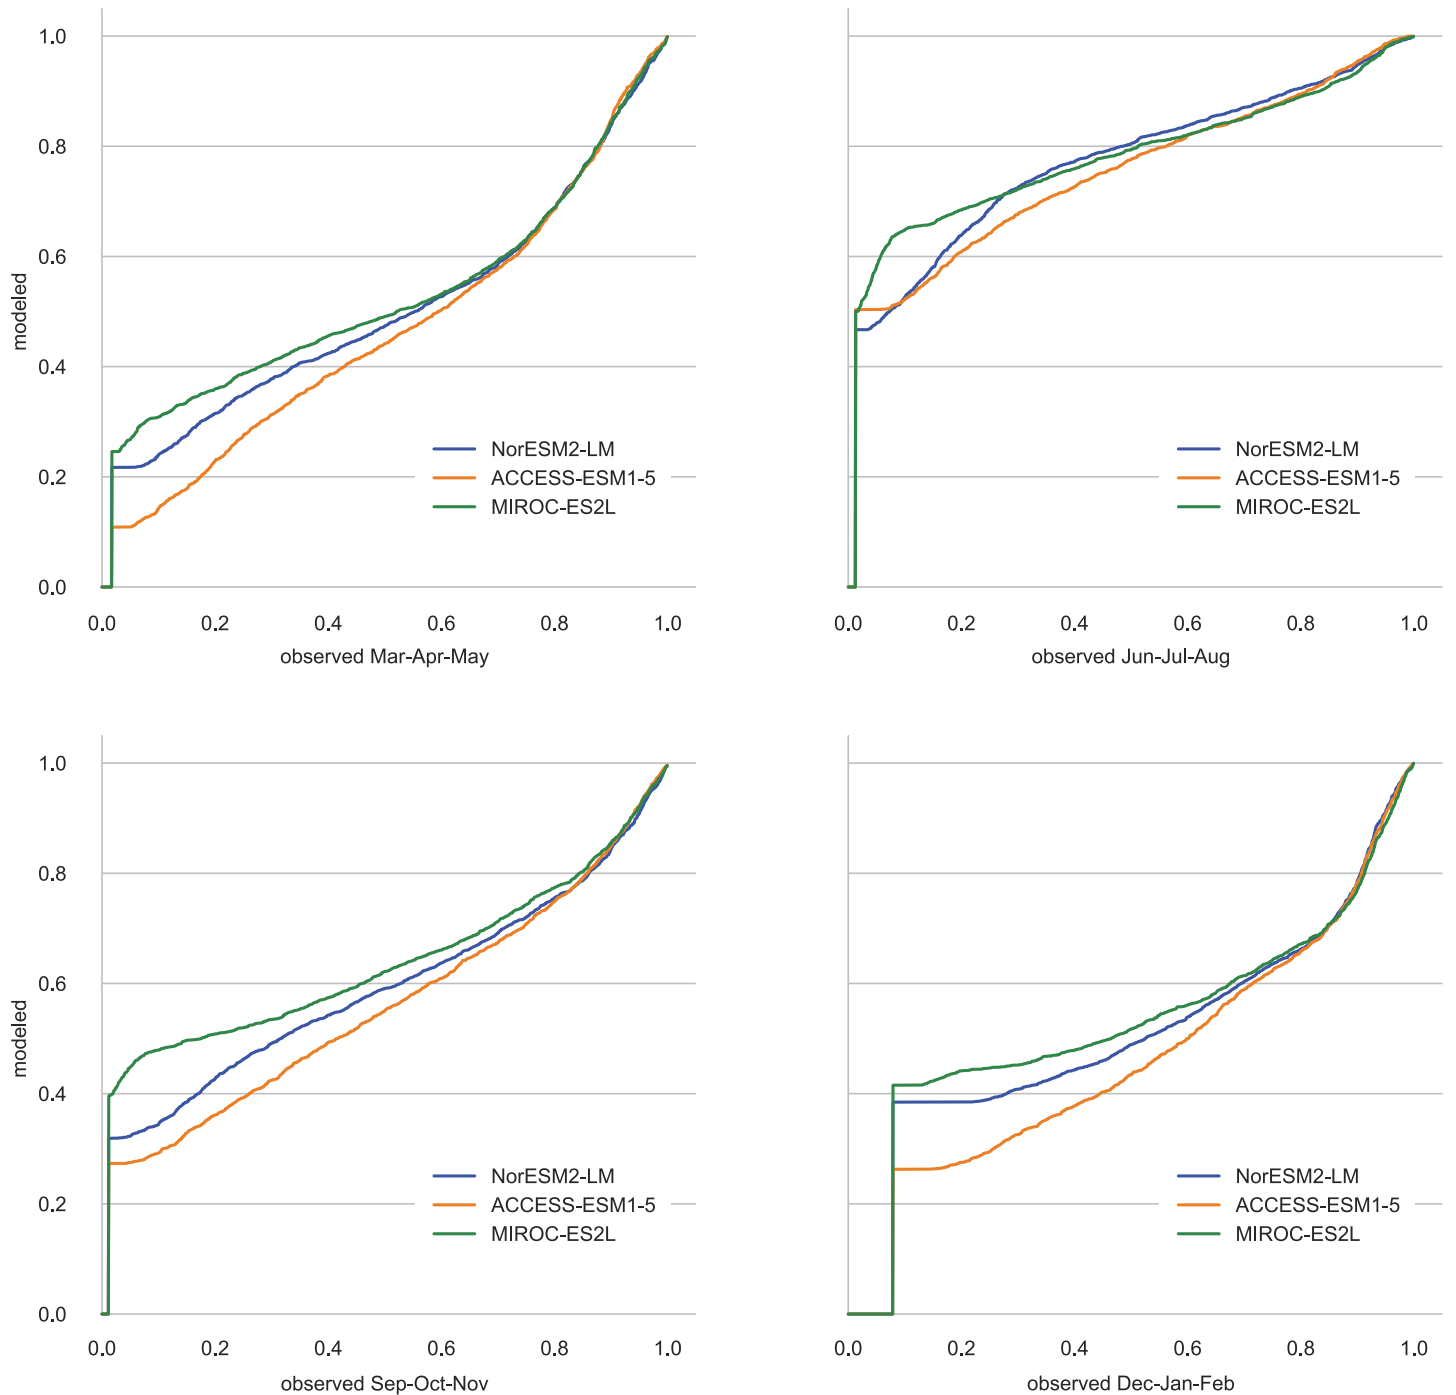 1.0
0.8
0.6
0.4
0.2
0.0
modeled
NorESM2-LM
ACCESS-ESM1-5
MIROC-ES2L
0.0 0.2 0.4 0.6 0.8 1.0
observed Mar-Apr-May
NorESM2-LM
ACCESS-ESM1-5
MIROC-ES2L
0.0 0.2 0.4 0.6 0.8 1.0
observed Jun-Jul-Aug
1.0
0.8
0.6
0.4
0.2
0.0
modeled
NorESM2-LM
ACCESS-ESM1-5
MIROC-ES2L
0.0 0.2 0.4 0.6 0.8 1.0
observed Sep-Oct-Nov
NorESM2-LM
ACCESS-ESM1-5
MIROC-ES2L
0.0 0.2 0.4 0.6 0.8 1.0
observed Dec-Jan-Feb